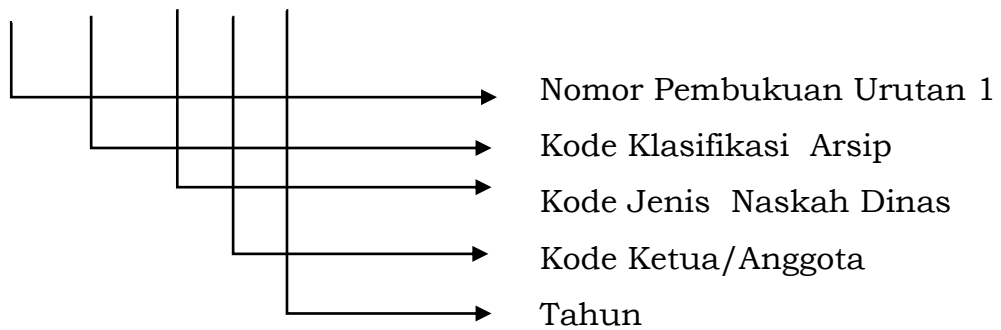 Nomor Pembukuan Urutan 1
Kode Klasifikasi Arsip
Kode Jenis Naskah Dinas
Kode Ketua/Anggota
Tahun